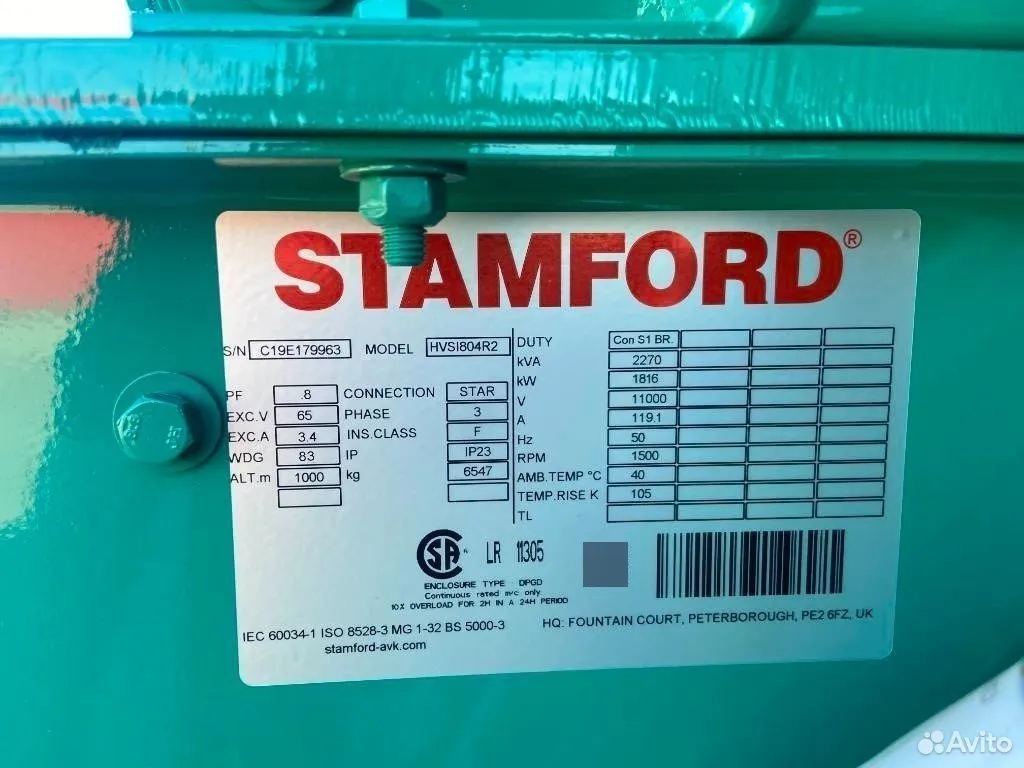 STAMFORD®
S/N C19E179963 MODEL HVSI804R2
PF .8 CONNECTION STAR
EXC.V 65 PHASE 3
EXC.A 3.4 INS.CLASS F
WDG 83 IP IP23
ALT.m 1000 kg 6547
DUTY Con S1 BR.
kVA 2270
kW 1816
V 11000
A 119.1
Hz 50
RPM 1500
AMB.TEMP °C 40
TEMP.RISE K 105
TL
CSA LR 11305
ENCLOSURE TYPE DPGD
Continuous rated m/c only.
10% OVERLOAD FOR 2H IN A 24H PERIOD
IEC 60034-1 ISO 8528-3 MG 1-32 BS 5000-3
stamford-avk.com
HQ: FOUNTAIN COURT, PETERBOROUGH, PE2 6FZ, UK
Avito